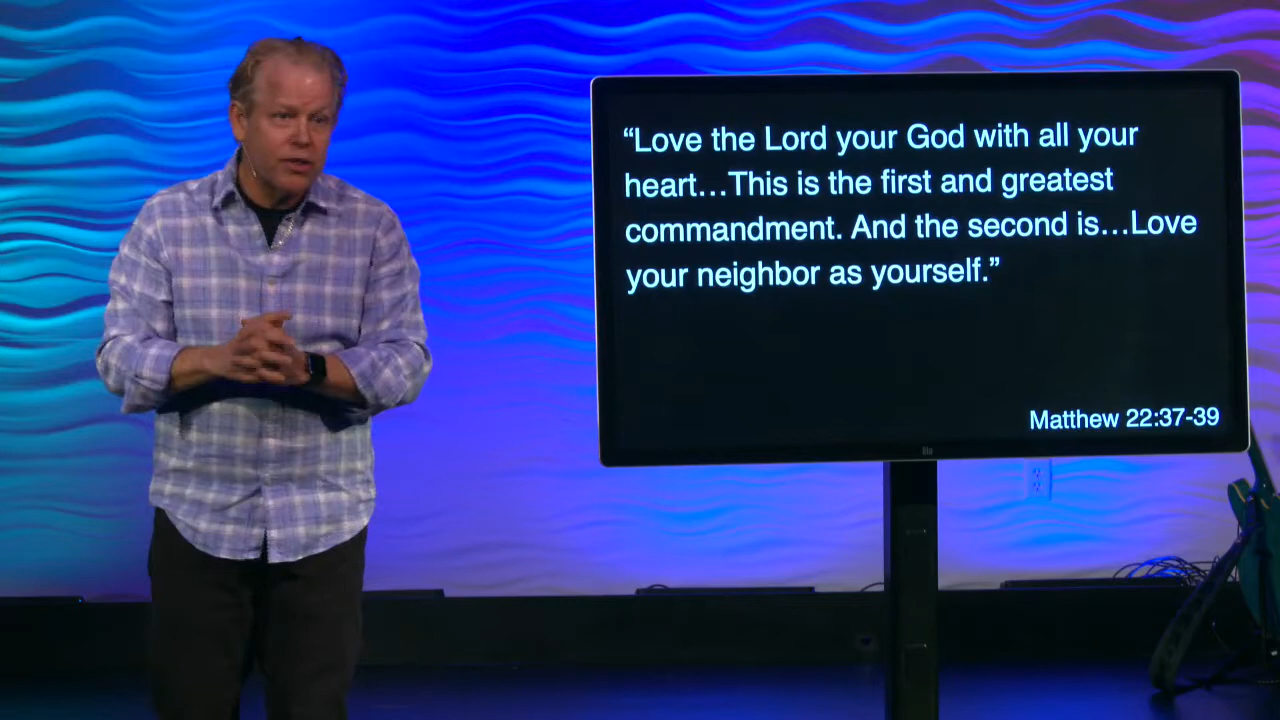 “Love the Lord your God with all your
heart…This is the first and greatest
commandment. And the second is…Love
your neighbor as yourself.”
Matthew 22:37-39
elo